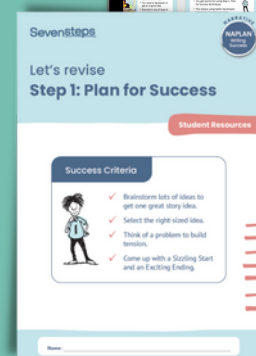 Sevensteps
NARRATIVE
NAPLAN
Writing
Success
Let's revise
Step 1: Plan for Success
Student Resources
Success Criteria
✓ Brainstorm lots of ideas to
get one great story idea.
✓ Select the right-sized idea.
✓ Think of a problem to build
tension.
✓ Come up with a Sizzling Start
and an Exciting Ending.
Name: